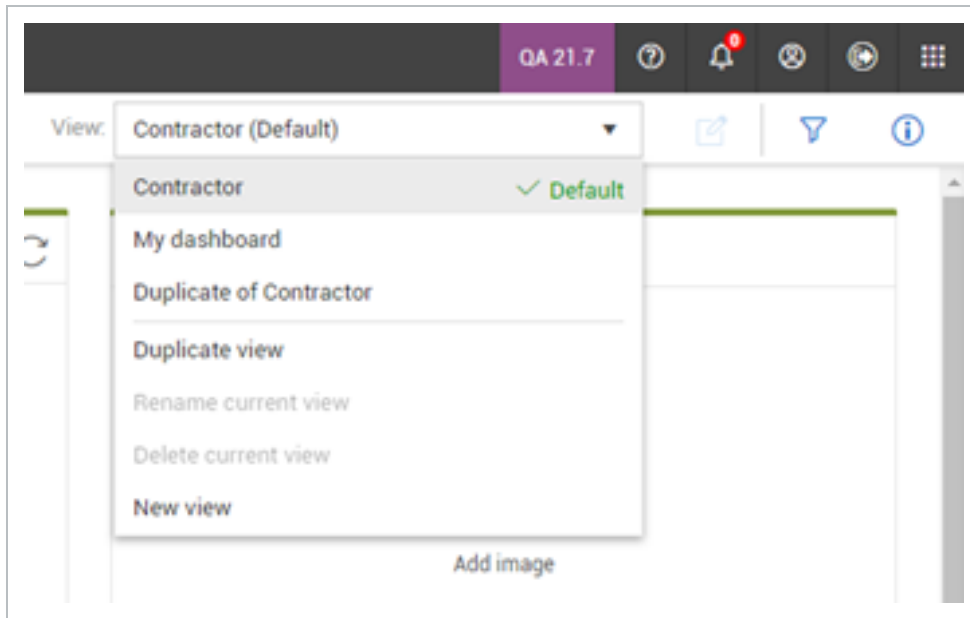 QA 21.7
0
View: Contractor (Default)
Contractor Default
My dashboard
Duplicate of Contractor
Duplicate view
Rename current view
Delete current view
New view
Add image